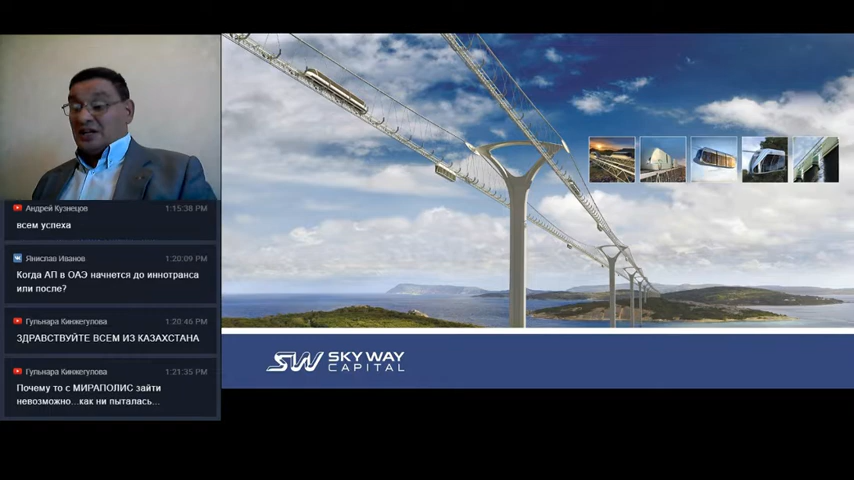 Андрей Кузнецов 1:15:38 PM
всем успеха
Янислав Иванов 1:20:09 PM
Когда АП в ОАЭ начнется до иннотранса
или после?
Гульнара Кинжегулова 1:20:46 PM
ЗДРАВСТВУЙТЕ ВСЕМ ИЗ КАЗАХСТАНА
Гульнара Кинжегулова 1:21:35 PM
Почему то с МИРАПОЛИС зайти
невозможно...как ни пыталась...
SW SKY WAY
CAPITAL